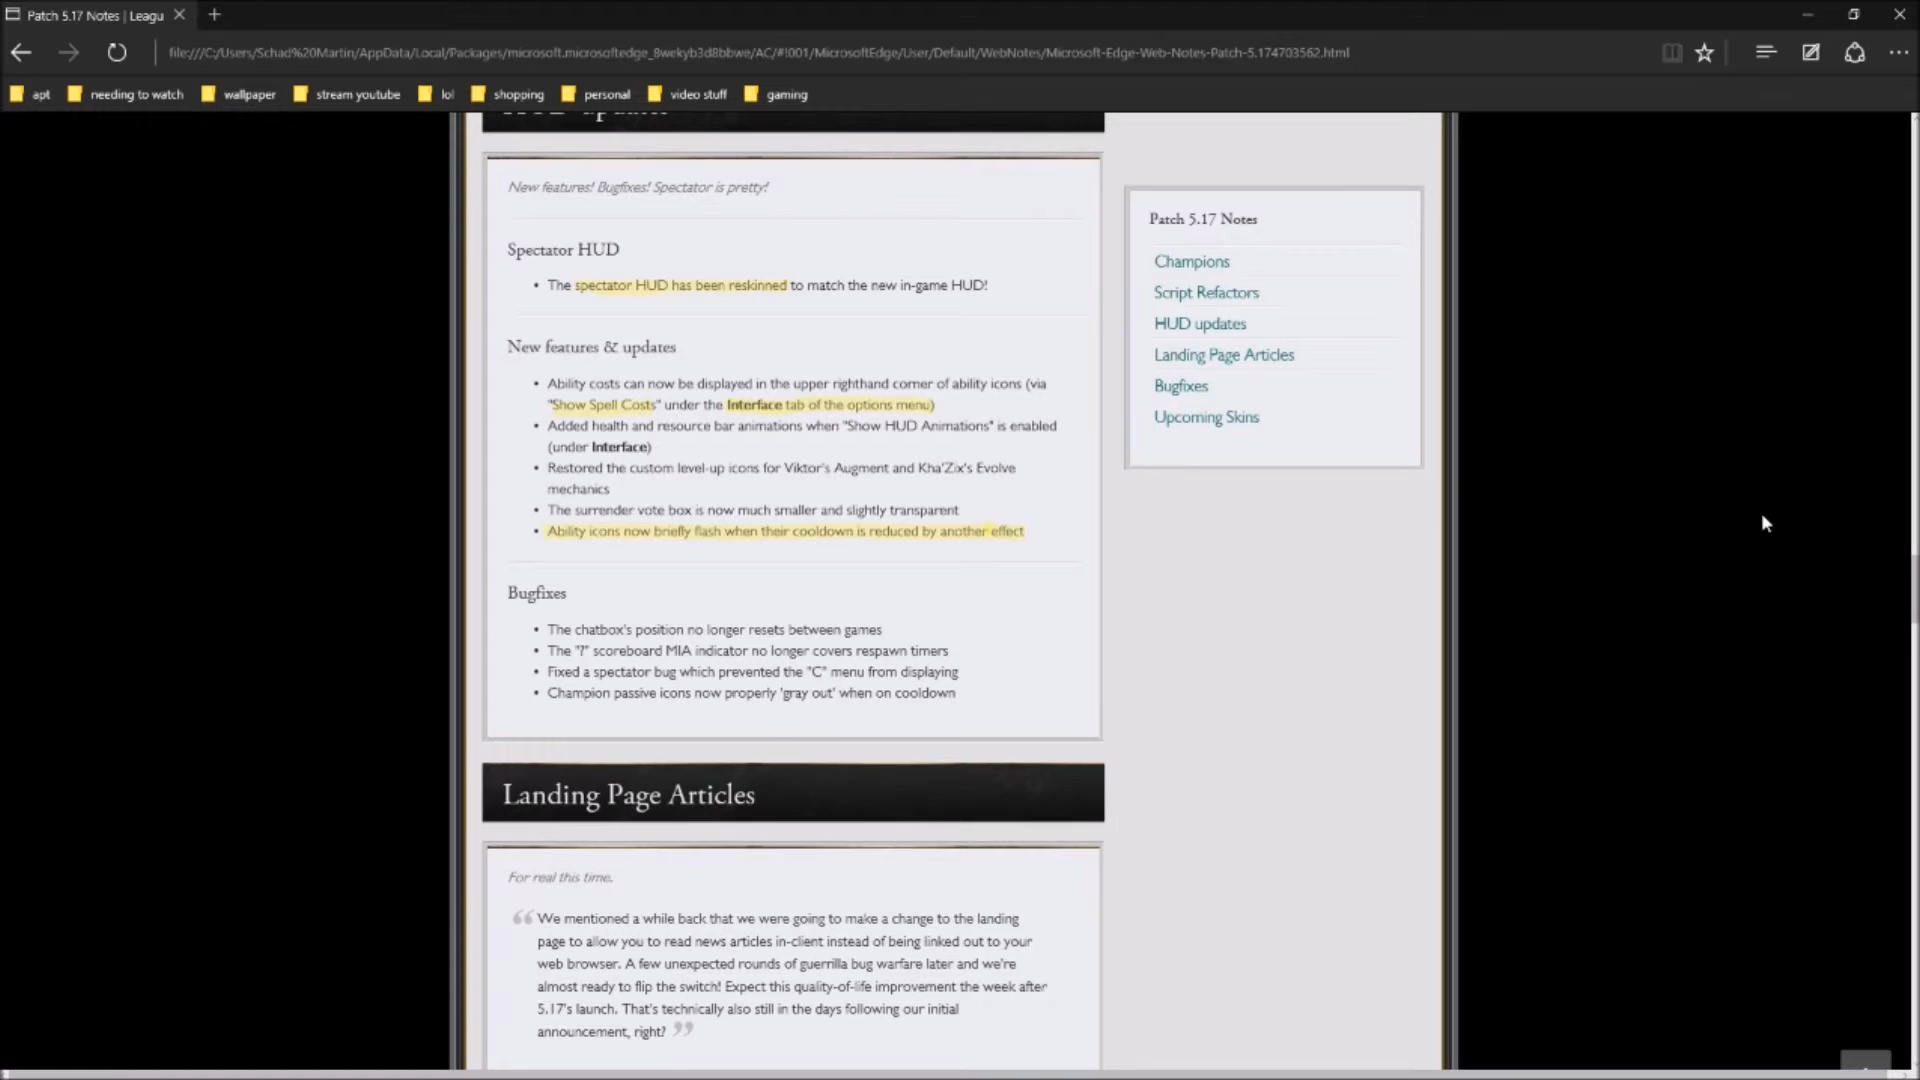 Patch 5.17 Notes | Leagu
file:///C:/Users/Schad%20Martin/AppData/Local/Packages/microsoft.microsoftedge_8wekyb3d8bbwe/AC/#!001/MicrosoftEdge/User/Default/WebNotes/Microsoft-Edge-Web-Notes-Patch-5.174703562.html
apt needing to watch wallpaper stream youtube lol shopping personal video stuff gaming
HUD updates
New features! Bugfixes! Spectator is pretty!
Spectator HUD
• The spectator HUD has been reskinned to match the new in-game HUD!
New features & updates
• Ability costs can now be displayed in the upper righthand corner of ability icons (via
"Show Spell Costs" under the Interface tab of the options menu)
• Added health and resource bar animations when "Show HUD Animations" is enabled
(under Interface)
• Restored the custom level-up icons for Viktor's Augment and Kha'Zix's Evolve
mechanics
• The surrender vote box is now much smaller and slightly transparent
• Ability icons now briefly flash when their cooldown is reduced by another effect
Bugfixes
• The chatbox's position no longer resets between games
• The "?" scoreboard MIA indicator no longer covers respawn timers
• Fixed a spectator bug which prevented the "C" menu from displaying
• Champion passive icons now properly 'gray out' when on cooldown
Landing Page Articles
For real this time.
“ We mentioned a while back that we were going to make a change to the landing
page to allow you to read news articles in-client instead of being linked out to your
web browser. A few unexpected rounds of guerrilla bug warfare later and we're
almost ready to flip the switch! Expect this quality-of-life improvement the week after
5.17's launch. That's technically also still in the days following our initial
announcement, right? ”
Patch 5.17 Notes
Champions
Script Refactors
HUD updates
Landing Page Articles
Bugfixes
Upcoming Skins